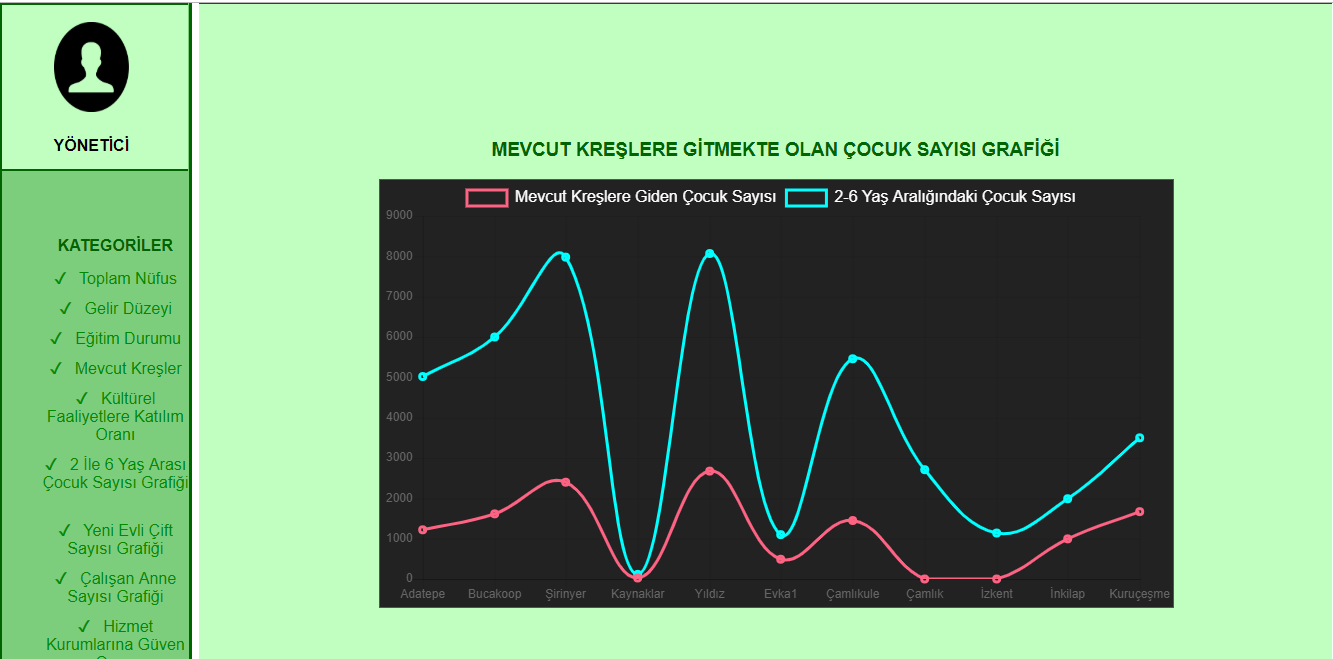 YÖNETİCİ
KATEGORİLER
✓ Toplam Nüfus
✓ Gelir Düzeyi
✓ Eğitim Durumu
✓ Mevcut Kreşler
✓ Kültürel
Faaliyetlere Katılım
Oranı
✓ 2 İle 6 Yaş Arası
Çocuk Sayısı Grafiği
✓ Yeni Evli Çift
Sayısı Grafiği
✓ Çalışan Anne
Sayısı Grafiği
✓ Hizmet
Kurumlarına Güven
MEVCUT KREŞLERE GİTMEKTE OLAN ÇOCUK SAYISI GRAFİĞİ
Mevcut Kreşlere Giden Çocuk Sayısı 2-6 Yaş Aralığındaki Çocuk Sayısı
9000
8000
7000
6000
5000
4000
3000
2000
1000
0
Adatepe Bucakoop Şirinyer Kaynaklar Yıldız Evka1 Çamlıkule Çamlık İzkent İnkilap Kuruçeşme